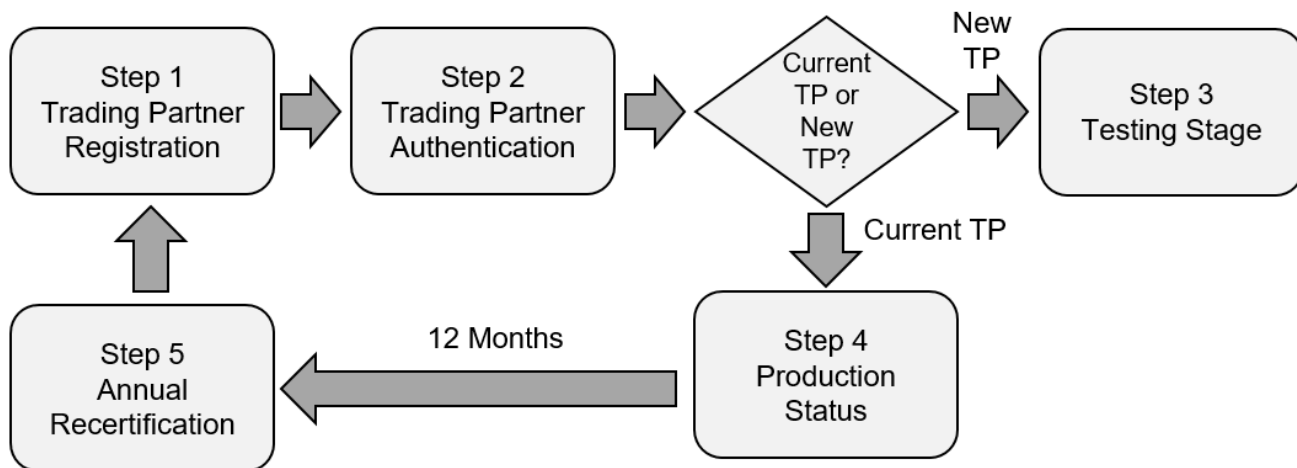 Step 1
Trading Partner
Registration
Step 2
Trading Partner
Authentication
Current
TP or
New
TP?
New
TP
Step 3
Testing Stage
Current TP
Step 4
Production
Status
12 Months
Step 5
Annual
Recertification